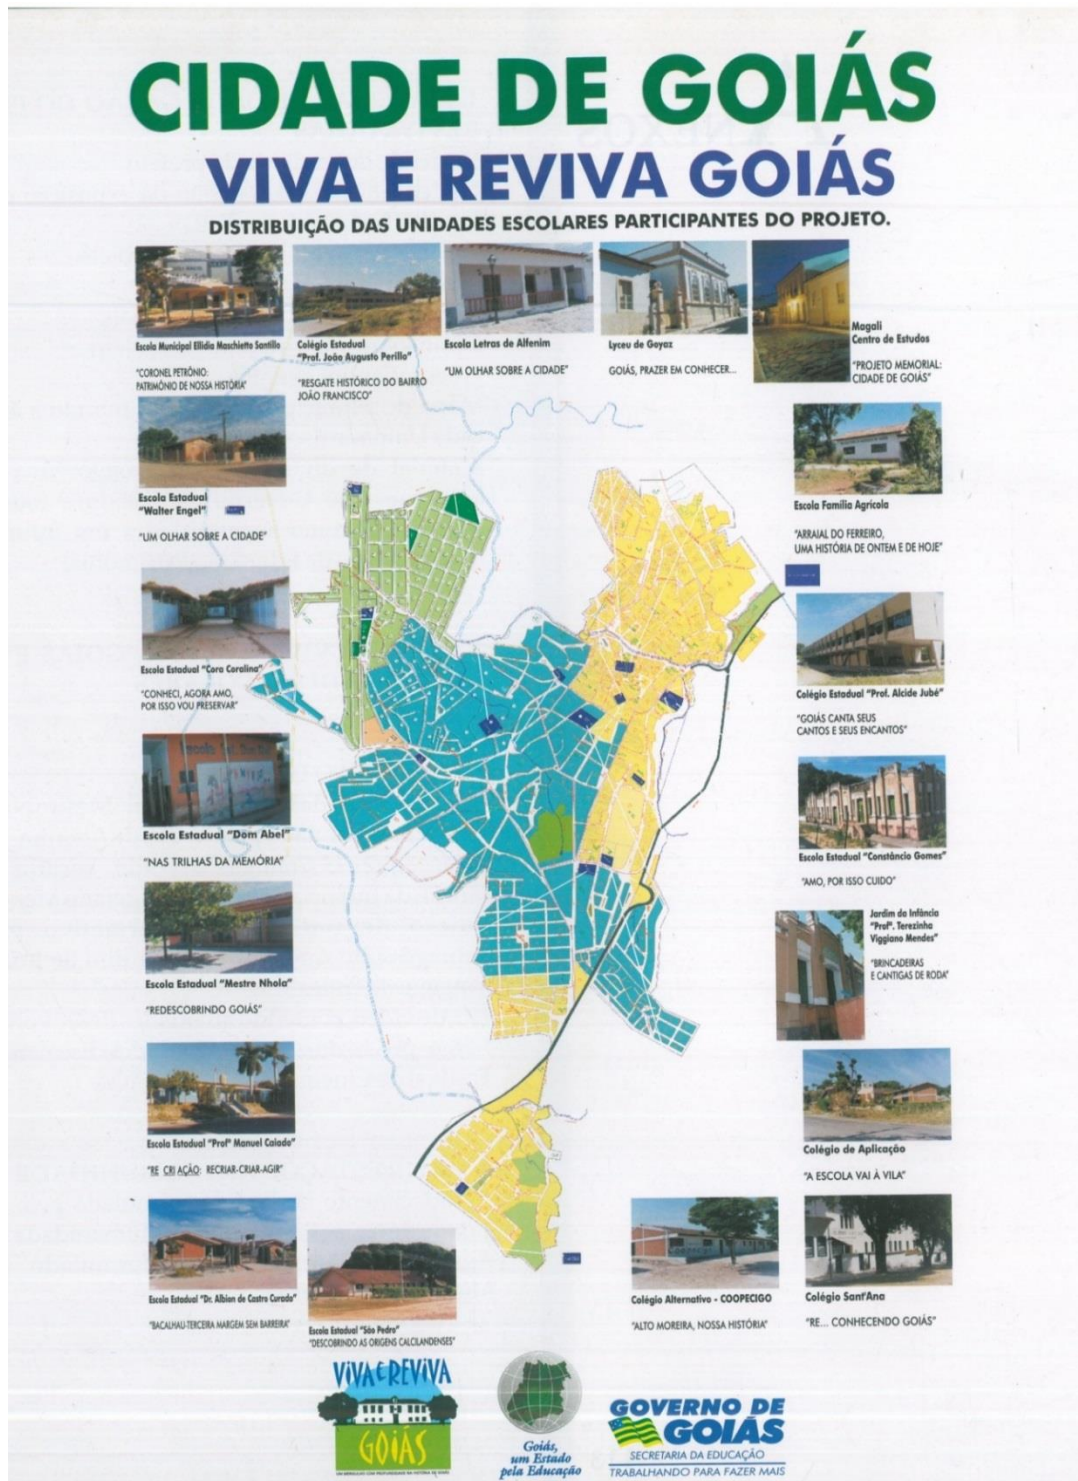 CIDADE DE GOIÁS
VIVA E REVIVA GOIÁS
DISTRIBUIÇÃO DAS UNIDADES ESCOLARES PARTICIPANTES DO PROJETO.
Escola Municipal Ellidia Maschietto Santillo
"CORONEL PETRÔNIO:
PATRIMÔNIO DE NOSSA HISTÓRIA"
Colégio Estadual
"Prof. João Augusto Perillo"
"RESGATE HISTÓRICO DO BAIRRO
JOÃO FRANCISCO"
Escola Letras de Alfenim
"UM OLHAR SOBRE A CIDADE"
Lyceu de Goyaz
GOIÁS, PRAZER EM CONHECER...
Magali
Centro de Estudos
"PROJETO MEMORIAL:
CIDADE DE GOIÁS"
Escola Estadual
"Walter Engel"
"UM OLHAR SOBRE A CIDADE"
Escola Família Agrícola
"ARRAIAL DO FERREIRO,
UMA HISTÓRIA DE ONTEM E DE HOJE"
Escola Estadual "Cora Coralina"
"CONHECI, AGORA AMO,
POR ISSO VOU PRESERVAR"
Colégio Estadual "Prof. Alcide Jubé"
"GOIÁS CANTA SEUS
CANTOS E SEUS ENCANTOS"
Escola Estadual "Dom Abel"
"NAS TRILHAS DA MEMÓRIA"
Escola Estadual "Constâncio Gomes"
"AMO, POR ISSO CUIDO"
Escola Estadual "Mestre Nhola"
"REDESCOBRINDO GOIÁS"
Jardim da Infância
"Profª. Terezinha
Viggiano Mendes"
"BRINCADEIRAS
E CANTIGAS DE RODA"
Escola Estadual "Profº Manuel Caiado"
"RE CRI AÇÃO: RECRIAR-CRIAR-AGIR"
Colégio de Aplicação
"A ESCOLA VAI À VILA"
Escola Estadual "Dr. Albion de Castro Curado"
"BACALHAU-TERCEIRA MARGEM SEM BARREIRA"
Escola Estadual "São Pedro"
"DESCOBRINDO AS ORIGENS CALCILANDENSES"
Colégio Alternativo - COOPECIGO
"ALTO MOREIRA, NOSSA HISTÓRIA"
Colégio Sant'Ana
"RE... CONHECENDO GOIÁS"
VIVA E REVIVA
GOIÁS
UM MERGULHO COM PROFUNDIDADE NA HISTÓRIA DE GOIÁS
Goiás,
um Estado
pela Educação
GOVERNO DE
GOIÁS
SECRETARIA DA EDUCAÇÃO
TRABALHANDO PARA FAZER MAIS